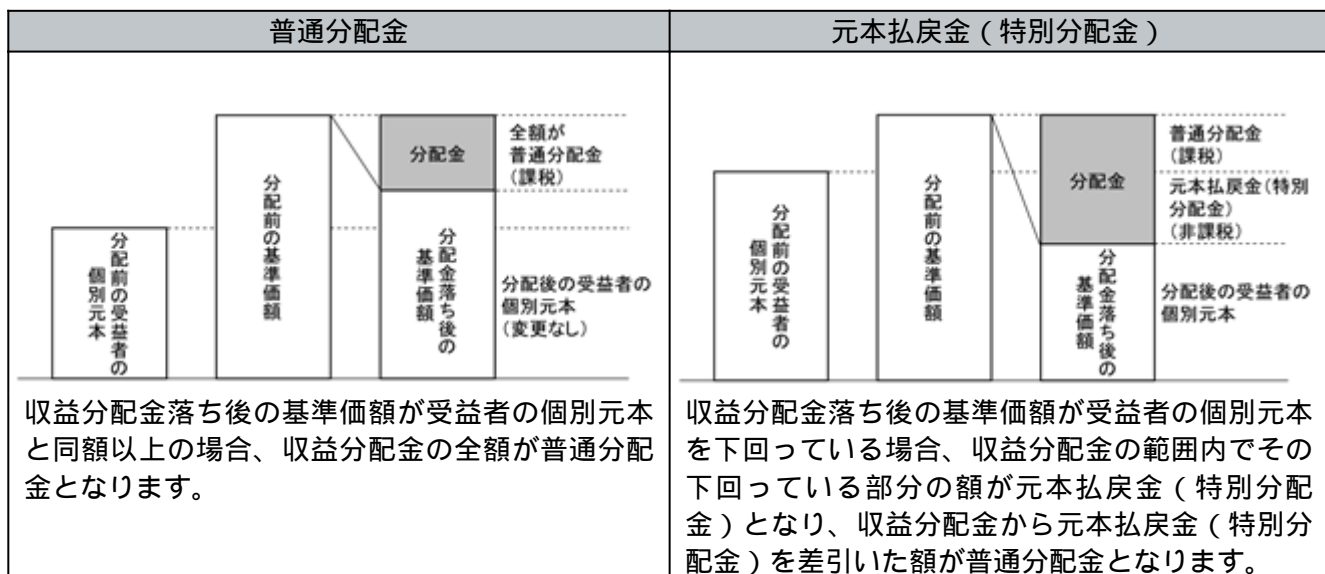 普通分配金
分配前の受益者の
個別元本
分配前の基準価額
分配金
分配金落ち後の
基準価額
全額が
普通分配金
(課税)
分配後の受益者の
個別元本
(変更なし)
収益分配金落ち後の基準価額が受益者の個別元本
と同額以上の場合、収益分配金の全額が普通分配
金となります。
元本払戻金（特別分配金）
分配前の受益者の
個別元本
分配前の基準価額
分配金
分配金落ち後の
基準価額
普通分配金
(課税)
元本払戻金(特別
分配金)
(非課税)
分配後の受益者の
個別元本
収益分配金落ち後の基準価額が受益者の個別元本
を下回っている場合、収益分配金の範囲内でその
下回っている部分の額が元本払戻金（特別分配
金）となり、収益分配金から元本払戻金（特別分
配金）を差引いた額が普通分配金となります。